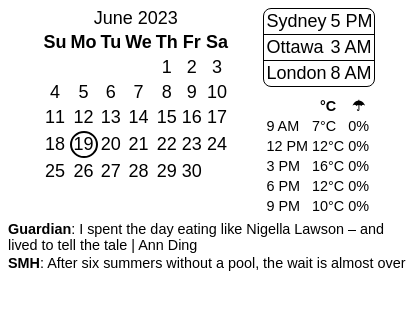 June 2023
Su Mo Tu We Th Fr Sa
1 2 3
4 5 6 7 8 9 10
11 12 13 14 15 16 17
18 19 20 21 22 23 24
25 26 27 28 29 30
Sydney 5 PM
Ottawa 3 AM
London 8 AM
°C ☂
9 AM 7°C 0%
12 PM 12°C 0%
3 PM 16°C 0%
6 PM 12°C 0%
9 PM 10°C 0%
Guardian: I spent the day eating like Nigella Lawson – and
lived to tell the tale | Ann Ding
SMH: After six summers without a pool, the wait is almost over